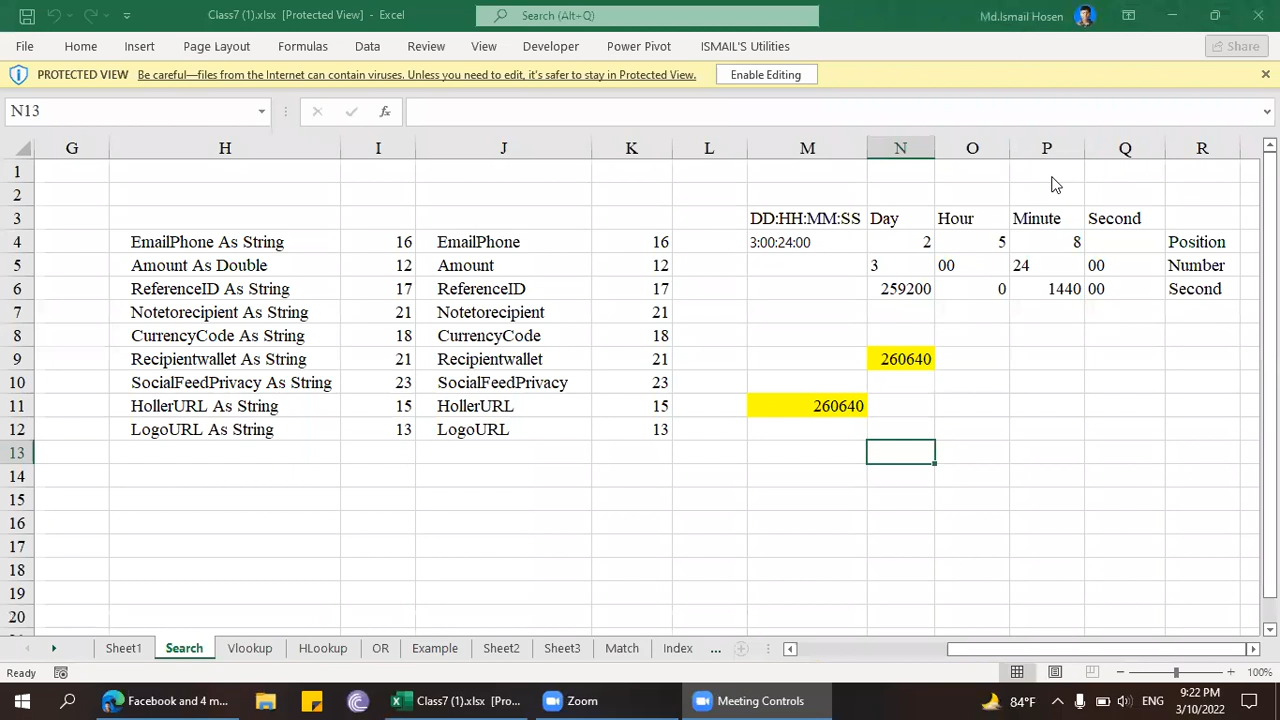 Class7 (1).xlsx  [Protected View]  -  Excel
Search (Alt+Q)
Md.Ismail Hosen
File Home Insert Page Layout Formulas Data Review View Developer Power Pivot ISMAIL's Utilities Share
PROTECTED VIEW Be careful—files from the Internet can contain viruses. Unless you need to edit, it's safer to stay in Protected View. Enable Editing
N13 fx
G H I J K L M N O P Q R
1
2
3 DD:HH:MM:SS Day Hour Minute Second
4 EmailPhone As String 16 EmailPhone 16 3:00:24:00 2 5 8 Position
5 Amount As Double 12 Amount 12 3 00 24 00 Number
6 ReferenceID As String 17 ReferenceID 17 259200 0 1440 00 Second
7 Notetorecipient As String 21 Notetorecipient 21
8 CurrencyCode As String 18 CurrencyCode 18
9 Recipientwallet As String 21 Recipientwallet 21 260640
10 SocialFeedPrivacy As String 23 SocialFeedPrivacy 23
11 HollerURL As String 15 HollerURL 15 260640
12 LogoURL As String 13 LogoURL 13
13
14
15
16
17
18
19
20
Sheet1 Search Vlookup HLookup OR Example Sheet2 Sheet3 Match Index ...
Ready 100%
Facebook and 4 m... Class7 (1).xlsx [Pro... Zoom Meeting Controls 84°F ENG 9:22 PM
3/10/2022